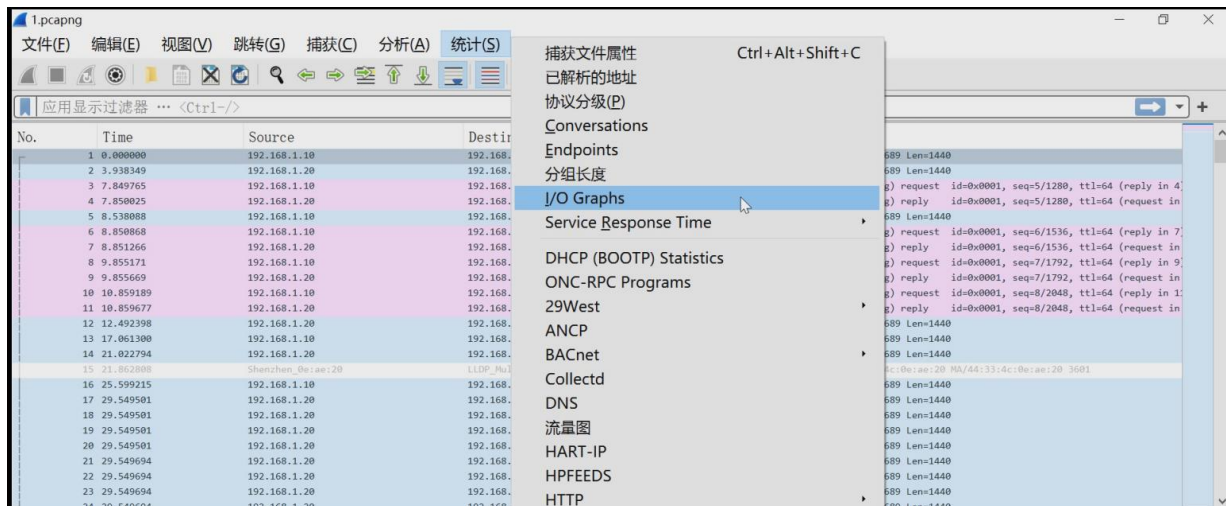 1.pcapng
文件(F) 编辑(E) 视图(V) 跳转(G) 捕获(C) 分析(A) 统计(S)
应用显示过滤器 … <Ctrl-/>
捕获文件属性 Ctrl+Alt+Shift+C
已解析的地址
协议分级(P)
Conversations
Endpoints
分组长度
I/O Graphs
Service Response Time
DHCP (BOOTP) Statistics
ONC-RPC Programs
29West
ANCP
BACnet
Collectd
DNS
流量图
HART-IP
HPFEEDS
HTTP
No. Time Source Destin
1 0.000000 192.168.1.10 192.168. 689 Len=1440
2 3.938349 192.168.1.20 192.168. 689 Len=1440
3 7.849765 192.168.1.10 192.168. g) request id=0x0001, seq=5/1280, ttl=64 (reply in 4
4 7.850025 192.168.1.20 192.168. g) reply id=0x0001, seq=5/1280, ttl=64 (request in
5 8.538088 192.168.1.10 192.168. 689 Len=1440
6 8.850868 192.168.1.10 192.168. g) request id=0x0001, seq=6/1536, ttl=64 (reply in 7
7 8.851266 192.168.1.20 192.168. g) reply id=0x0001, seq=6/1536, ttl=64 (request in
8 9.855171 192.168.1.10 192.168. g) request id=0x0001, seq=7/1792, ttl=64 (reply in 9
9 9.855669 192.168.1.20 192.168. g) reply id=0x0001, seq=7/1792, ttl=64 (request in
10 10.859189 192.168.1.10 192.168. g) request id=0x0001, seq=8/2048, ttl=64 (reply in 1
11 10.859677 192.168.1.20 192.168. g) reply id=0x0001, seq=8/2048, ttl=64 (request in
12 12.492398 192.168.1.20 192.168. 689 Len=1440
13 17.061300 192.168.1.10 192.168. 689 Len=1440
14 21.022794 192.168.1.20 192.168. 689 Len=1440
15 21.862808 Shenzhen_0e:ae:20 LLDP_Mul 4c:0e:ae:20 MA/44:33:4c:0e:ae:20 3601
16 25.599215 192.168.1.10 192.168. 689 Len=1440
17 29.549501 192.168.1.20 192.168. 689 Len=1440
18 29.549501 192.168.1.20 192.168. 689 Len=1440
19 29.549501 192.168.1.20 192.168. 689 Len=1440
20 29.549501 192.168.1.20 192.168. 689 Len=1440
21 29.549694 192.168.1.20 192.168. 689 Len=1440
22 29.549694 192.168.1.20 192.168. 689 Len=1440
23 29.549694 192.168.1.20 192.168. 689 Len=1440